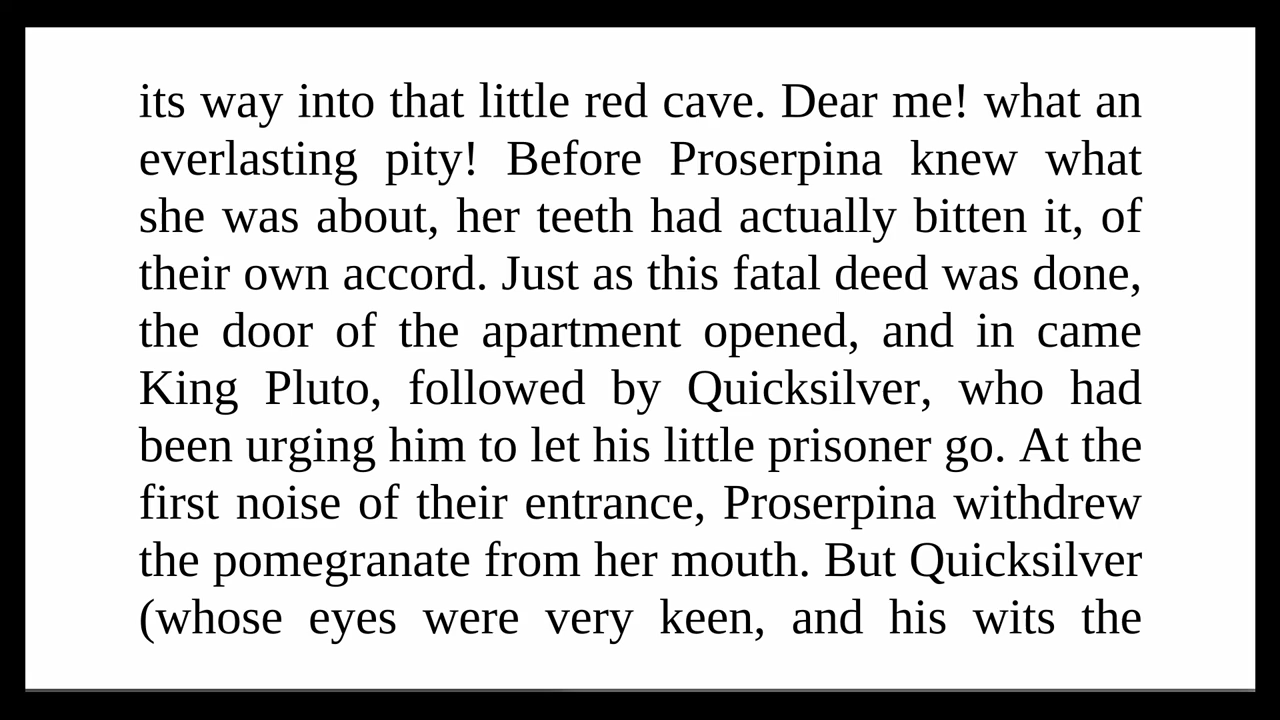 its way into that little red cave. Dear me! what an
everlasting pity! Before Proserpina knew what
she was about, her teeth had actually bitten it, of
their own accord. Just as this fatal deed was done,
the door of the apartment opened, and in came
King Pluto, followed by Quicksilver, who had
been urging him to let his little prisoner go. At the
first noise of their entrance, Proserpina withdrew
the pomegranate from her mouth. But Quicksilver
(whose eyes were very keen, and his wits the